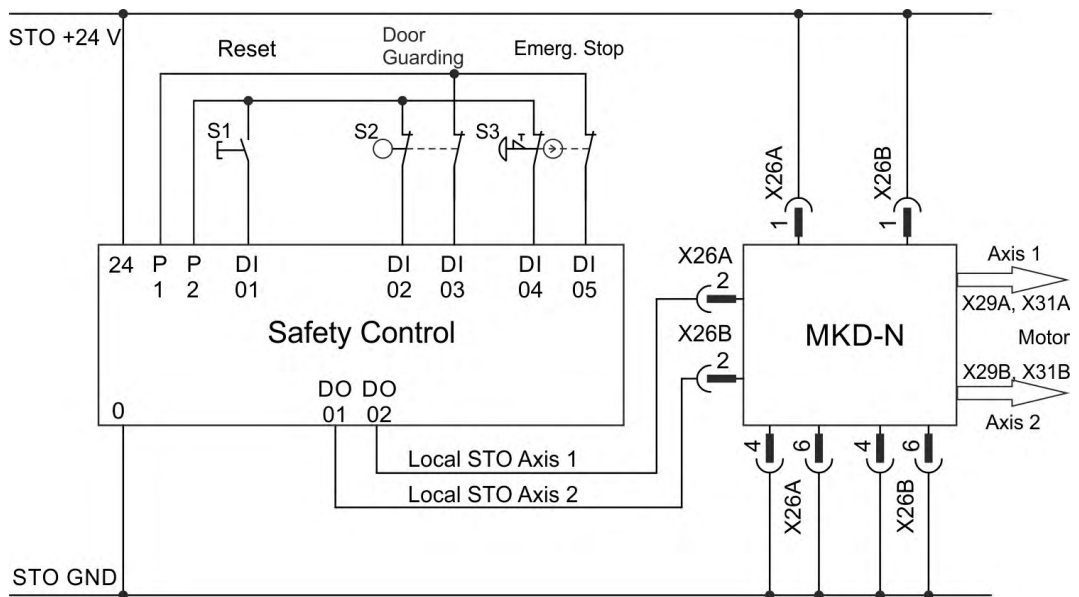 STO +24 V
Reset
Door
Guarding
Emerg. Stop
S1
S2
S3
X26A
X26B
1
1
24 P DI DI DI DI DI
1 2 01 02 03 04 05
P
Safety Control
X26A
2
X26B
2
MKD-N
Axis 1
X29A, X31A
Motor
X29B, X31B
Axis 2
0
DO DO
01 02
4
6
4
6
X26A
X26B
Local STO Axis 1
Local STO Axis 2
STO GND